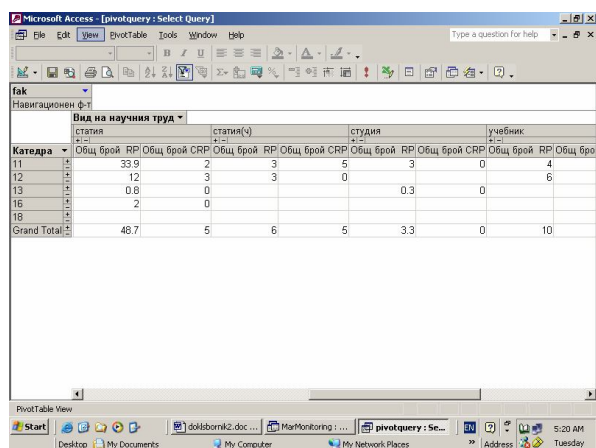 Microsoft Access - [pivotquery : Select Query]
File Edit View PivotTable Tools Window Help Type a question for help
fak
Навигационен ф-т
Вид на научния труд
статия статия(ч) студия учебник
Катедра Общ брой RP Общ брой CRP Общ брой RP Общ брой CRP Общ брой RP Общ брой CRP Общ брой RP Общ бро
11 33.9 2 3 5 3 0 4
12 12 3 3 0 6
13 0.8 0 0.3 0
16 2 0
18
Grand Total 48.7 5 6 5 3.3 0 10
PivotTable View
Start doklsbornik2.doc ... MarMonitoring : ... pivotquery : Se... EN 5:20 AM
Desktop My Documents My Computer My Network Places » Address Tuesday